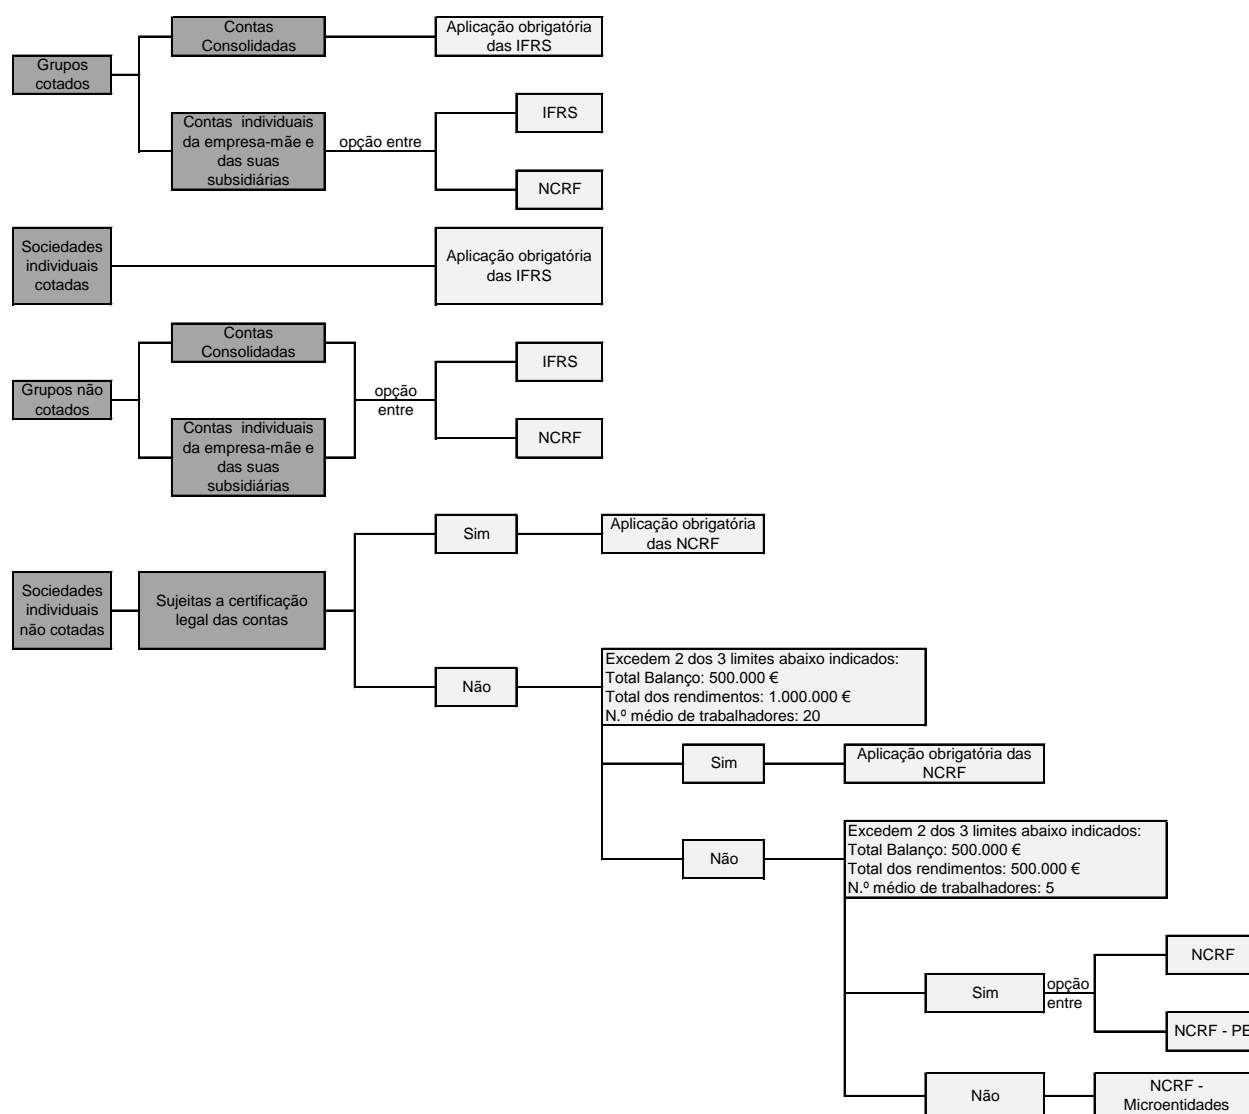 Grupos
cotados
Contas
Consolidadas
Aplicação obrigatória
das IFRS
Contas individuais
da empresa-mãe e
das suas
subsidiárias
opção entre
IFRS
NCRF
Sociedades
individuais
cotadas
Aplicação obrigatória
das IFRS
Grupos não
cotados
Contas
Consolidadas
Contas individuais
da empresa-mãe e
das suas
subsidiárias
opção
entre
IFRS
NCRF
Sociedades
individuais
não cotadas
Sujeitas a certificação
legal das contas
Sim
Aplicação obrigatória
das NCRF
Não
Excedem 2 dos 3 limites abaixo indicados:
Total Balanço: 500.000 €
Total dos rendimentos: 1.000.000 €
N.º médio de trabalhadores: 20
Sim
Aplicação obrigatória das
NCRF
Não
Excedem 2 dos 3 limites abaixo indicados:
Total Balanço: 500.000 €
Total dos rendimentos: 500.000 €
N.º médio de trabalhadores: 5
Sim
opção
entre
NCRF
NCRF - PE
Não
NCRF -
Microentidades